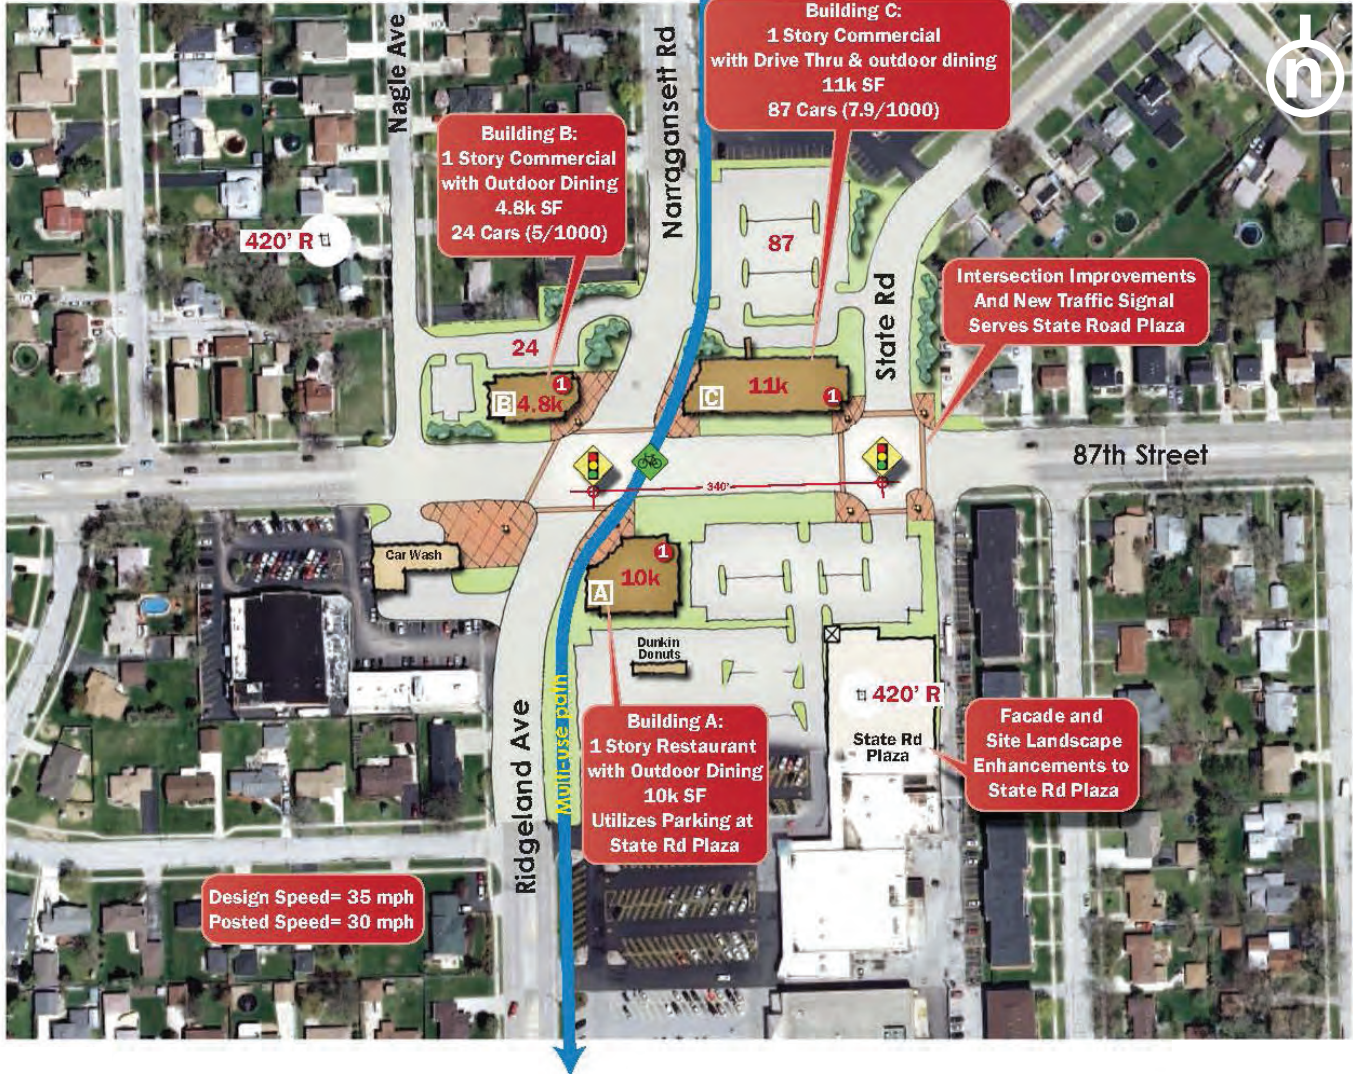 Nagle Ave
Narragansett Rd
Building C:
1 Story Commercial
with Drive Thru & outdoor dining
11k SF
87 Cars (7.9/1000)
n
Building B:
1 Story Commercial
with Outdoor Dining
4.8k SF
24 Cars (5/1000)
420' R
87
Intersection Improvements
And New Traffic Signal
Serves State Road Plaza
State Rd
24
1
B 4.8k
11k
C
1
87th Street
340'
Car Wash
1
10k
A
Dunkin
Donuts
420' R
State Rd
Plaza
Multi-use path
Ridgeland Ave
Building A:
1 Story Restaurant
with Outdoor Dining
10k SF
Utilizes Parking at
State Rd Plaza
Facade and
Site Landscape
Enhancements to
State Rd Plaza
Design Speed= 35 mph
Posted Speed= 30 mph